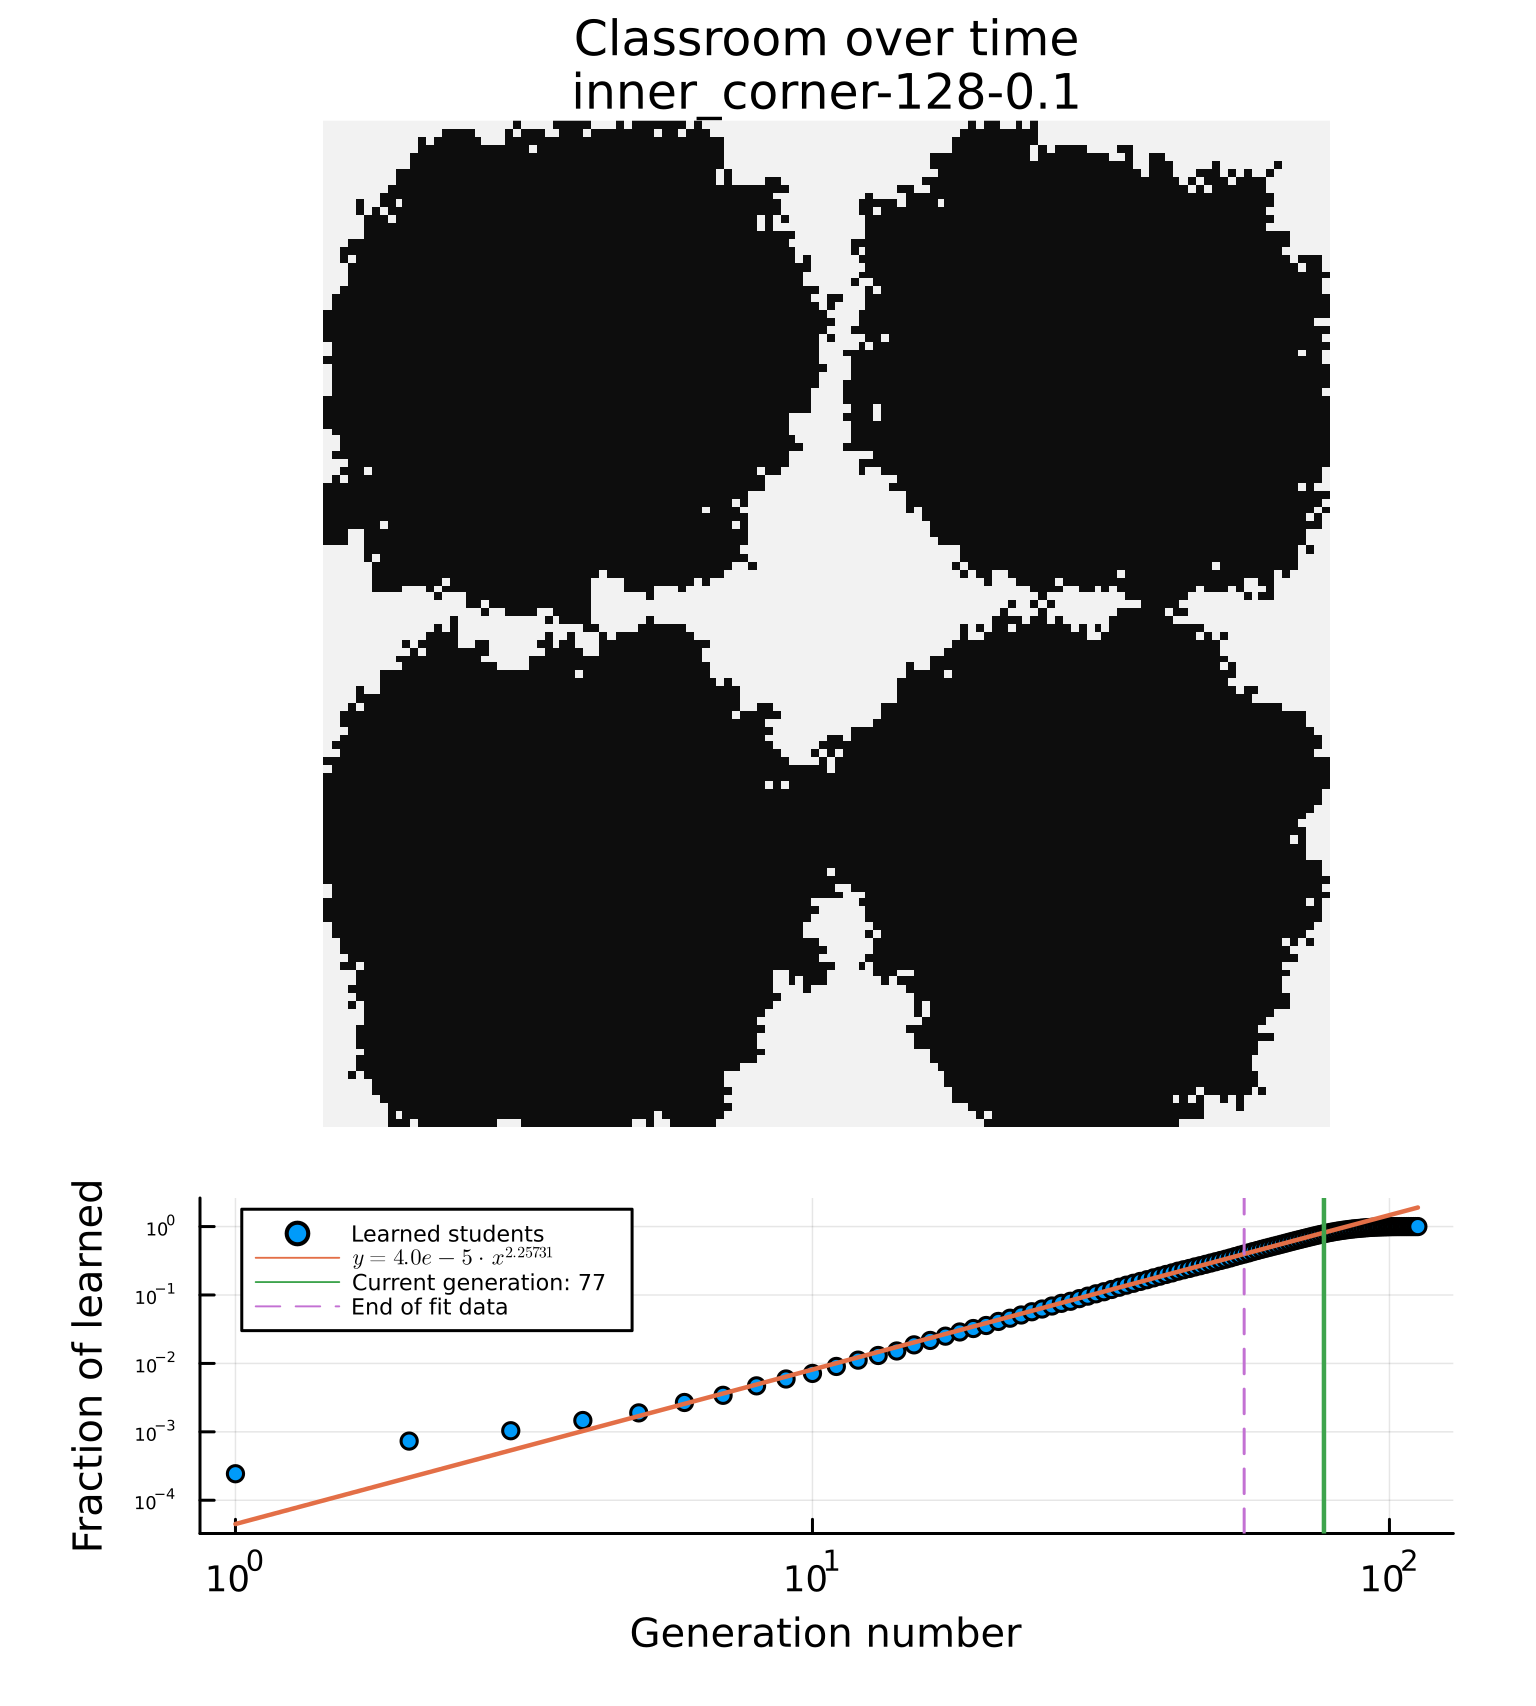 Classroom over time
inner_corner-128-0.1
Fraction of learned
10^0
10^-1
10^-2
10^-3
10^-4
Learned students
y = 4.0e − 5 · x^2.25731
Current generation: 77
End of fit data
10^0 10^1 10^2
Generation number